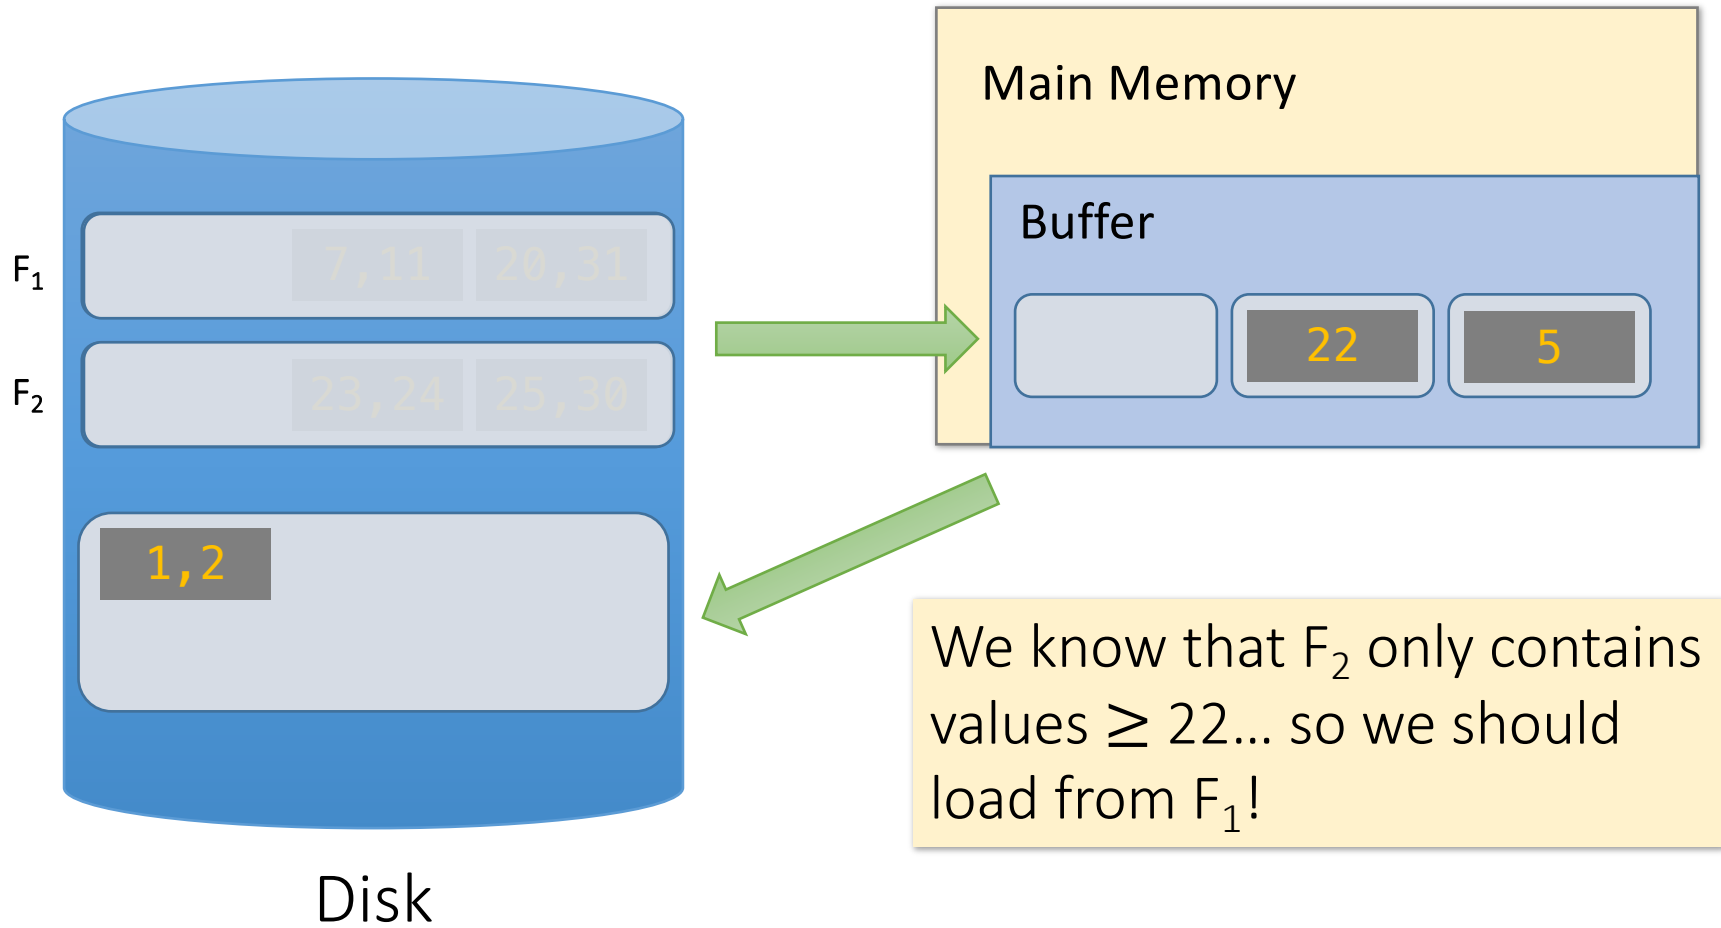 Main Memory
Buffer
F1
7,11 20,31
22 5
F2
23,24 25,30
1,2
We know that F2 only contains
values ≥ 22... so we should
load from F1!
Disk